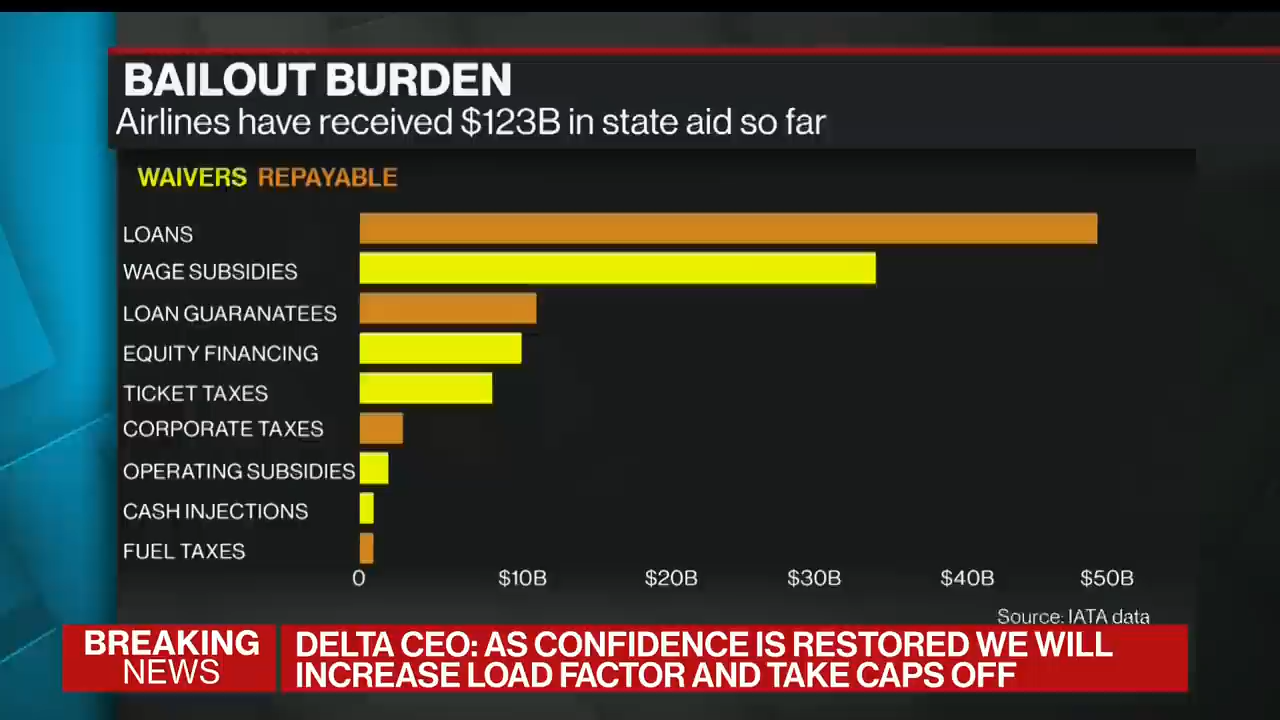 BAILOUT BURDEN
Airlines have received $123B in state aid so far
WAIVERS REPAYABLE
LOANS
WAGE SUBSIDIES
LOAN GUARANATEES
EQUITY FINANCING
TICKET TAXES
CORPORATE TAXES
OPERATING SUBSIDIES
CASH INJECTIONS
FUEL TAXES
0 $10B $20B $30B $40B $50B
Source: IATA data
BREAKING
NEWS
DELTA CEO: AS CONFIDENCE IS RESTORED WE WILL
INCREASE LOAD FACTOR AND TAKE CAPS OFF